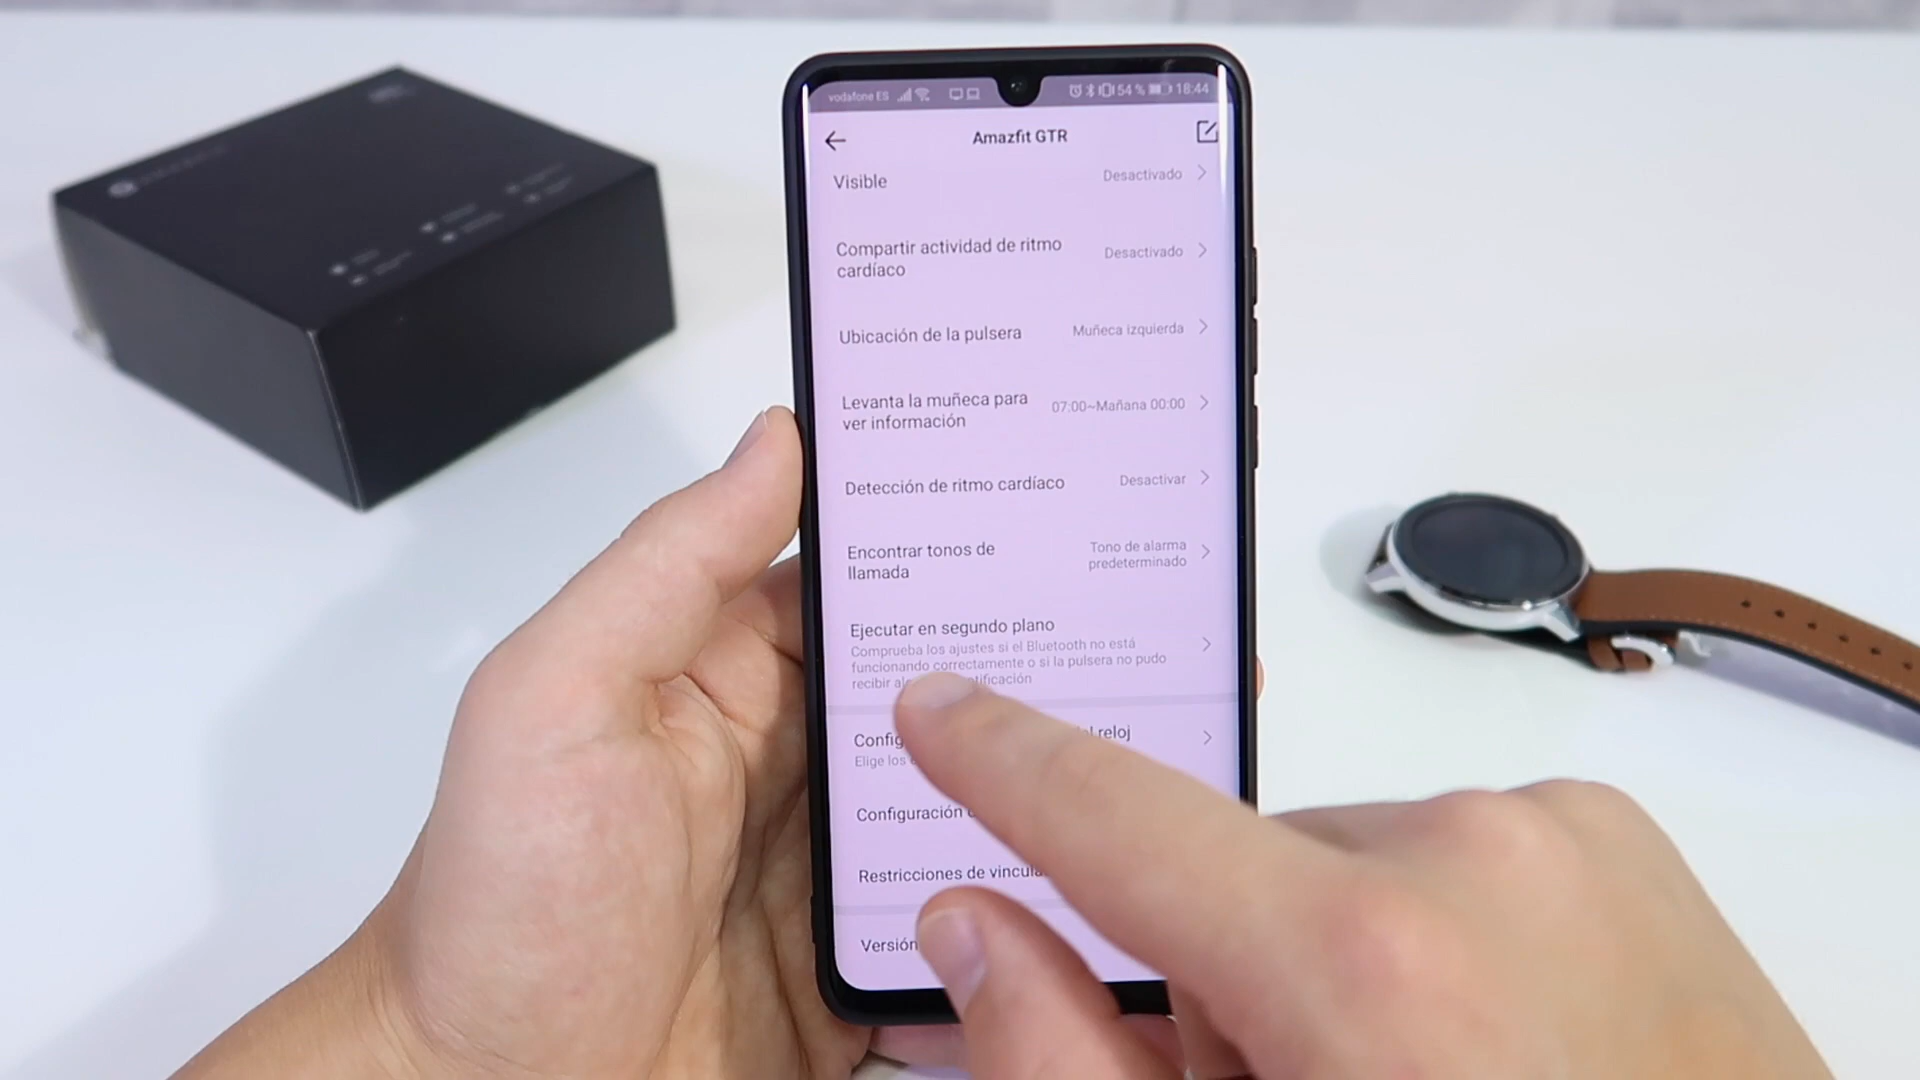 vodafone ES 54 % 18:44
Amazfit GTR
Visible Desactivado
Compartir actividad de ritmo
cardíaco
Desactivado
Ubicación de la pulsera Muñeca izquierda
Levanta la muñeca para
ver información
07:00~Mañana 00:00
Detección de ritmo cardíaco Desactivar
Encontrar tonos de
llamada
Tono de alarma
predeterminado
Ejecutar en segundo plano
Comprueba los ajustes si el Bluetooth no está
funcionando correctamente o si la pulsera no pudo
recibir
reloj
Elige los
Configuración
Restricciones de
Versión